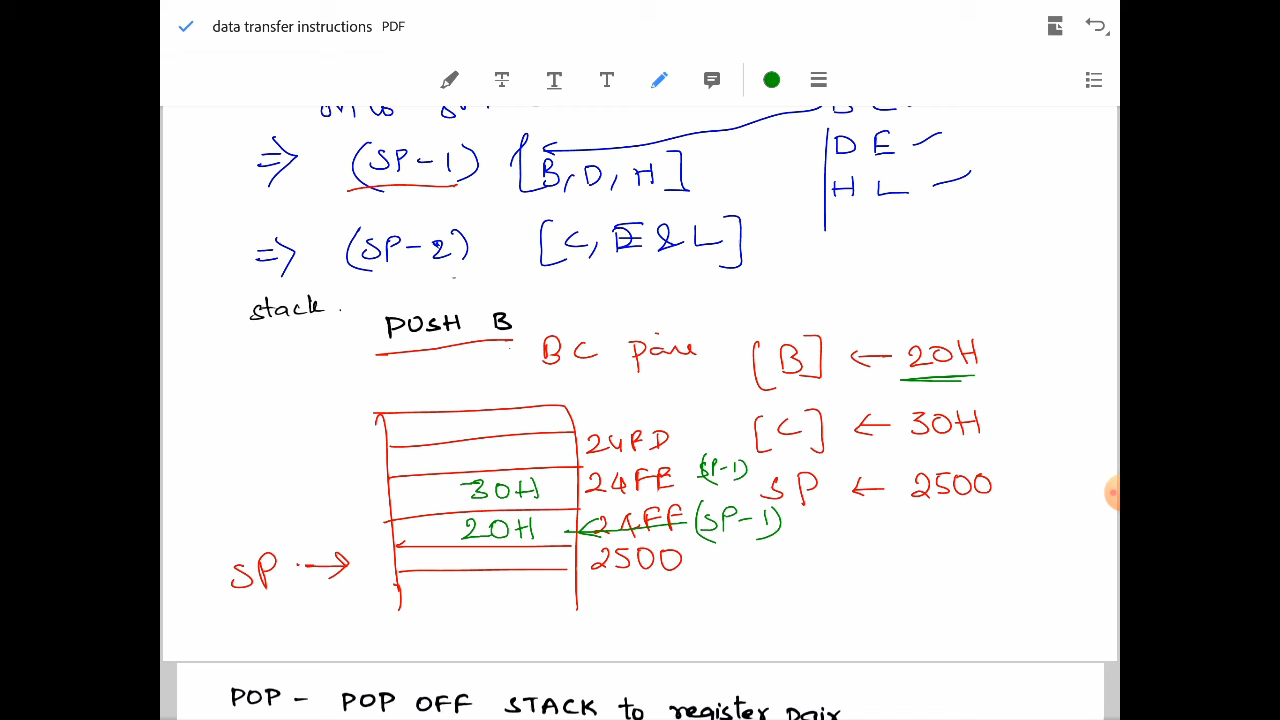 data transfer instructions PDF
(SP-1) [B, D, H]
D E
H L
=> (SP-2) [C, E & L]
stack.
PUSH B
BC pair [B] ← 20H
[C] ← 30H
SP ← 2500
24FD
30H 24FE (SP-1)
20H 24FF (SP-1)
SP → 2500
POP - POP OFF STACK to register pair